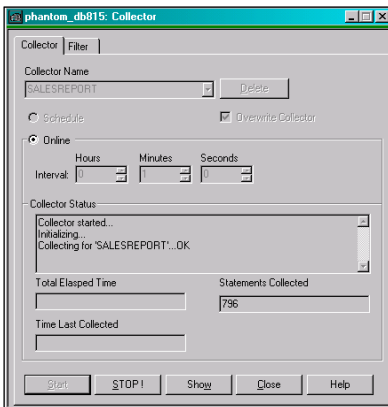 phantom_db815: Collector
Collector Filter
Collector Name
SALESREPORT Delete
Schedule Overwrite Collector
Online
Hours Minutes Seconds
Interval: 0 1 0
Collector Status
Collector started...
Initializing...
Collecting for 'SALESREPORT'...OK
Total Elasped Time Statements Collected
796
Time Last Collected
Start STOP! Show Close Help